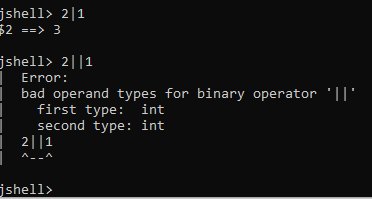 jshell> 2|1
$2 ==> 3
jshell> 2||1
|  Error:
|  bad operand types for binary operator '||'
|    first type:  int
|    second type: int
|  2||1
|  ^--^
jshell>